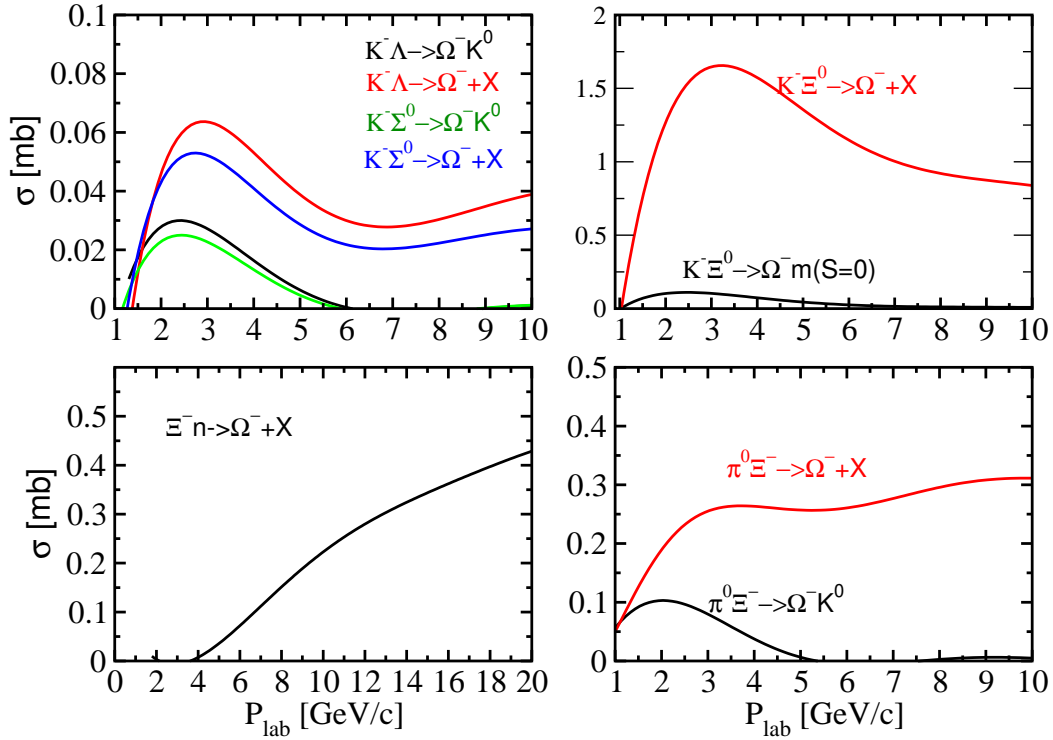 0.1
0.08
0.06
0.04
0.02
0
σ [mb]
1 2 3 4 5 6 7 8 9 10
K⁻Λ−>Ω⁻K⁰
K⁻Λ−>Ω⁻+X
K⁻Σ⁰−>Ω⁻K⁰
K⁻Σ⁰−>Ω⁻+X
2
1.5
1
0.5
0
1 2 3 4 5 6 7 8 9 10
K⁻Ξ⁰−>Ω⁻+X
K⁻Ξ⁰−>Ω⁻m(S=0)
0.5
0.4
0.3
0.2
0.1
0
σ [mb]
0 2 4 6 8 10 12 14 16 18 20
P_lab [GeV/c]
Ξ⁻n->Ω⁻+X
0.5
0.4
0.3
0.2
0.1
0
1 2 3 4 5 6 7 8 9 10
P_lab [GeV/c]
π⁰Ξ⁻−>Ω⁻+X
π⁰Ξ⁻−>Ω⁻K⁰